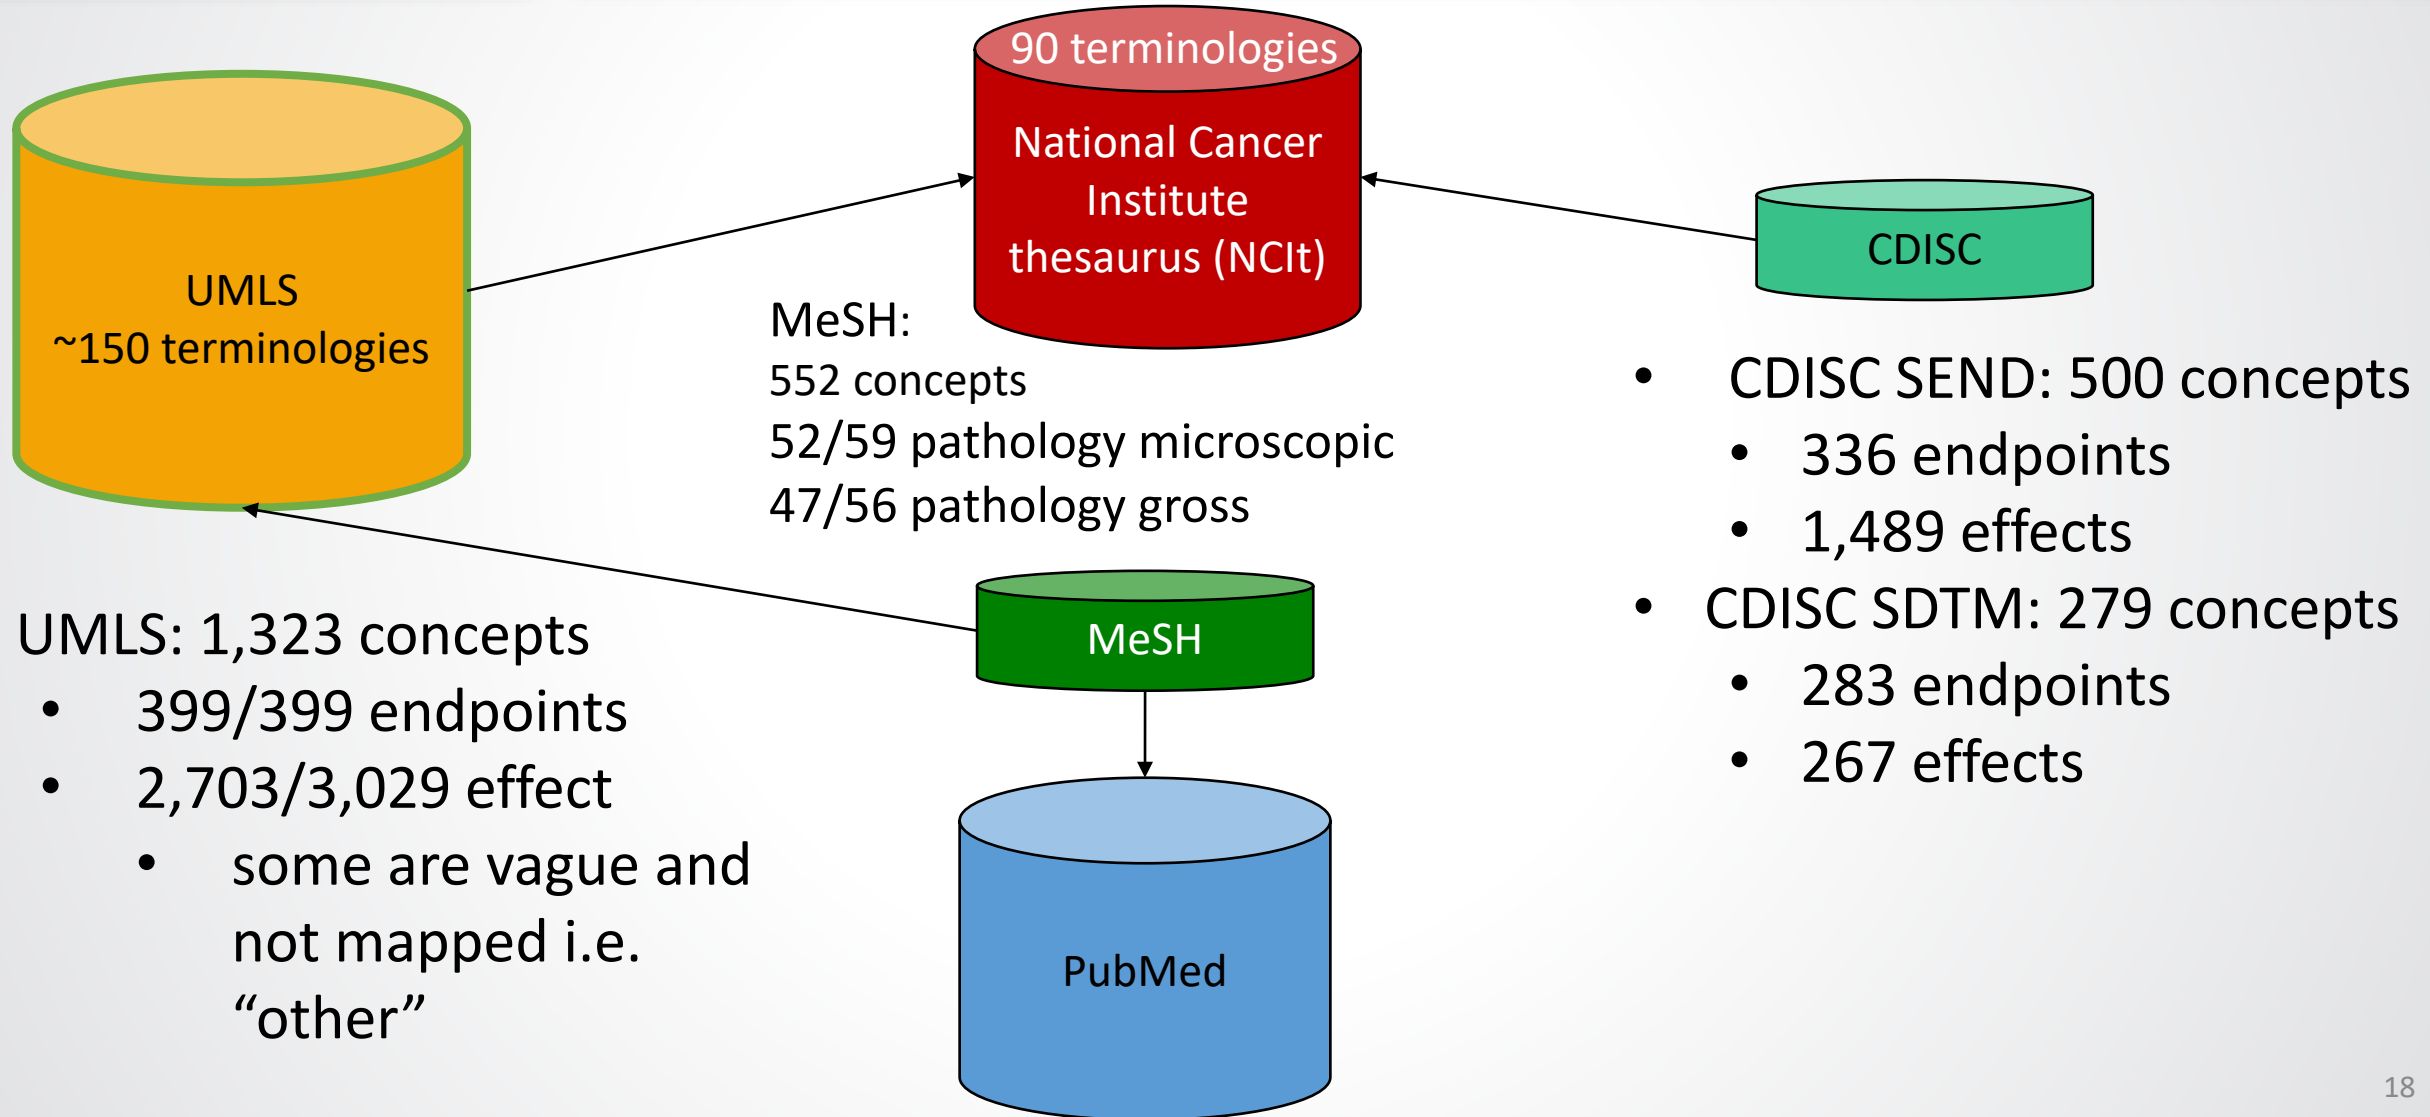 90 terminologies
National Cancer
Institute
thesaurus (NCIt)
UMLS
~150 terminologies
CDISC
MeSH:
552 concepts
52/59 pathology microscopic
47/56 pathology gross
• CDISC SEND: 500 concepts
• 336 endpoints
• 1,489 effects
• CDISC SDTM: 279 concepts
• 283 endpoints
• 267 effects
MeSH
UMLS: 1,323 concepts
• 399/399 endpoints
• 2,703/3,029 effect
• some are vague and
not mapped i.e.
“other”
PubMed
18